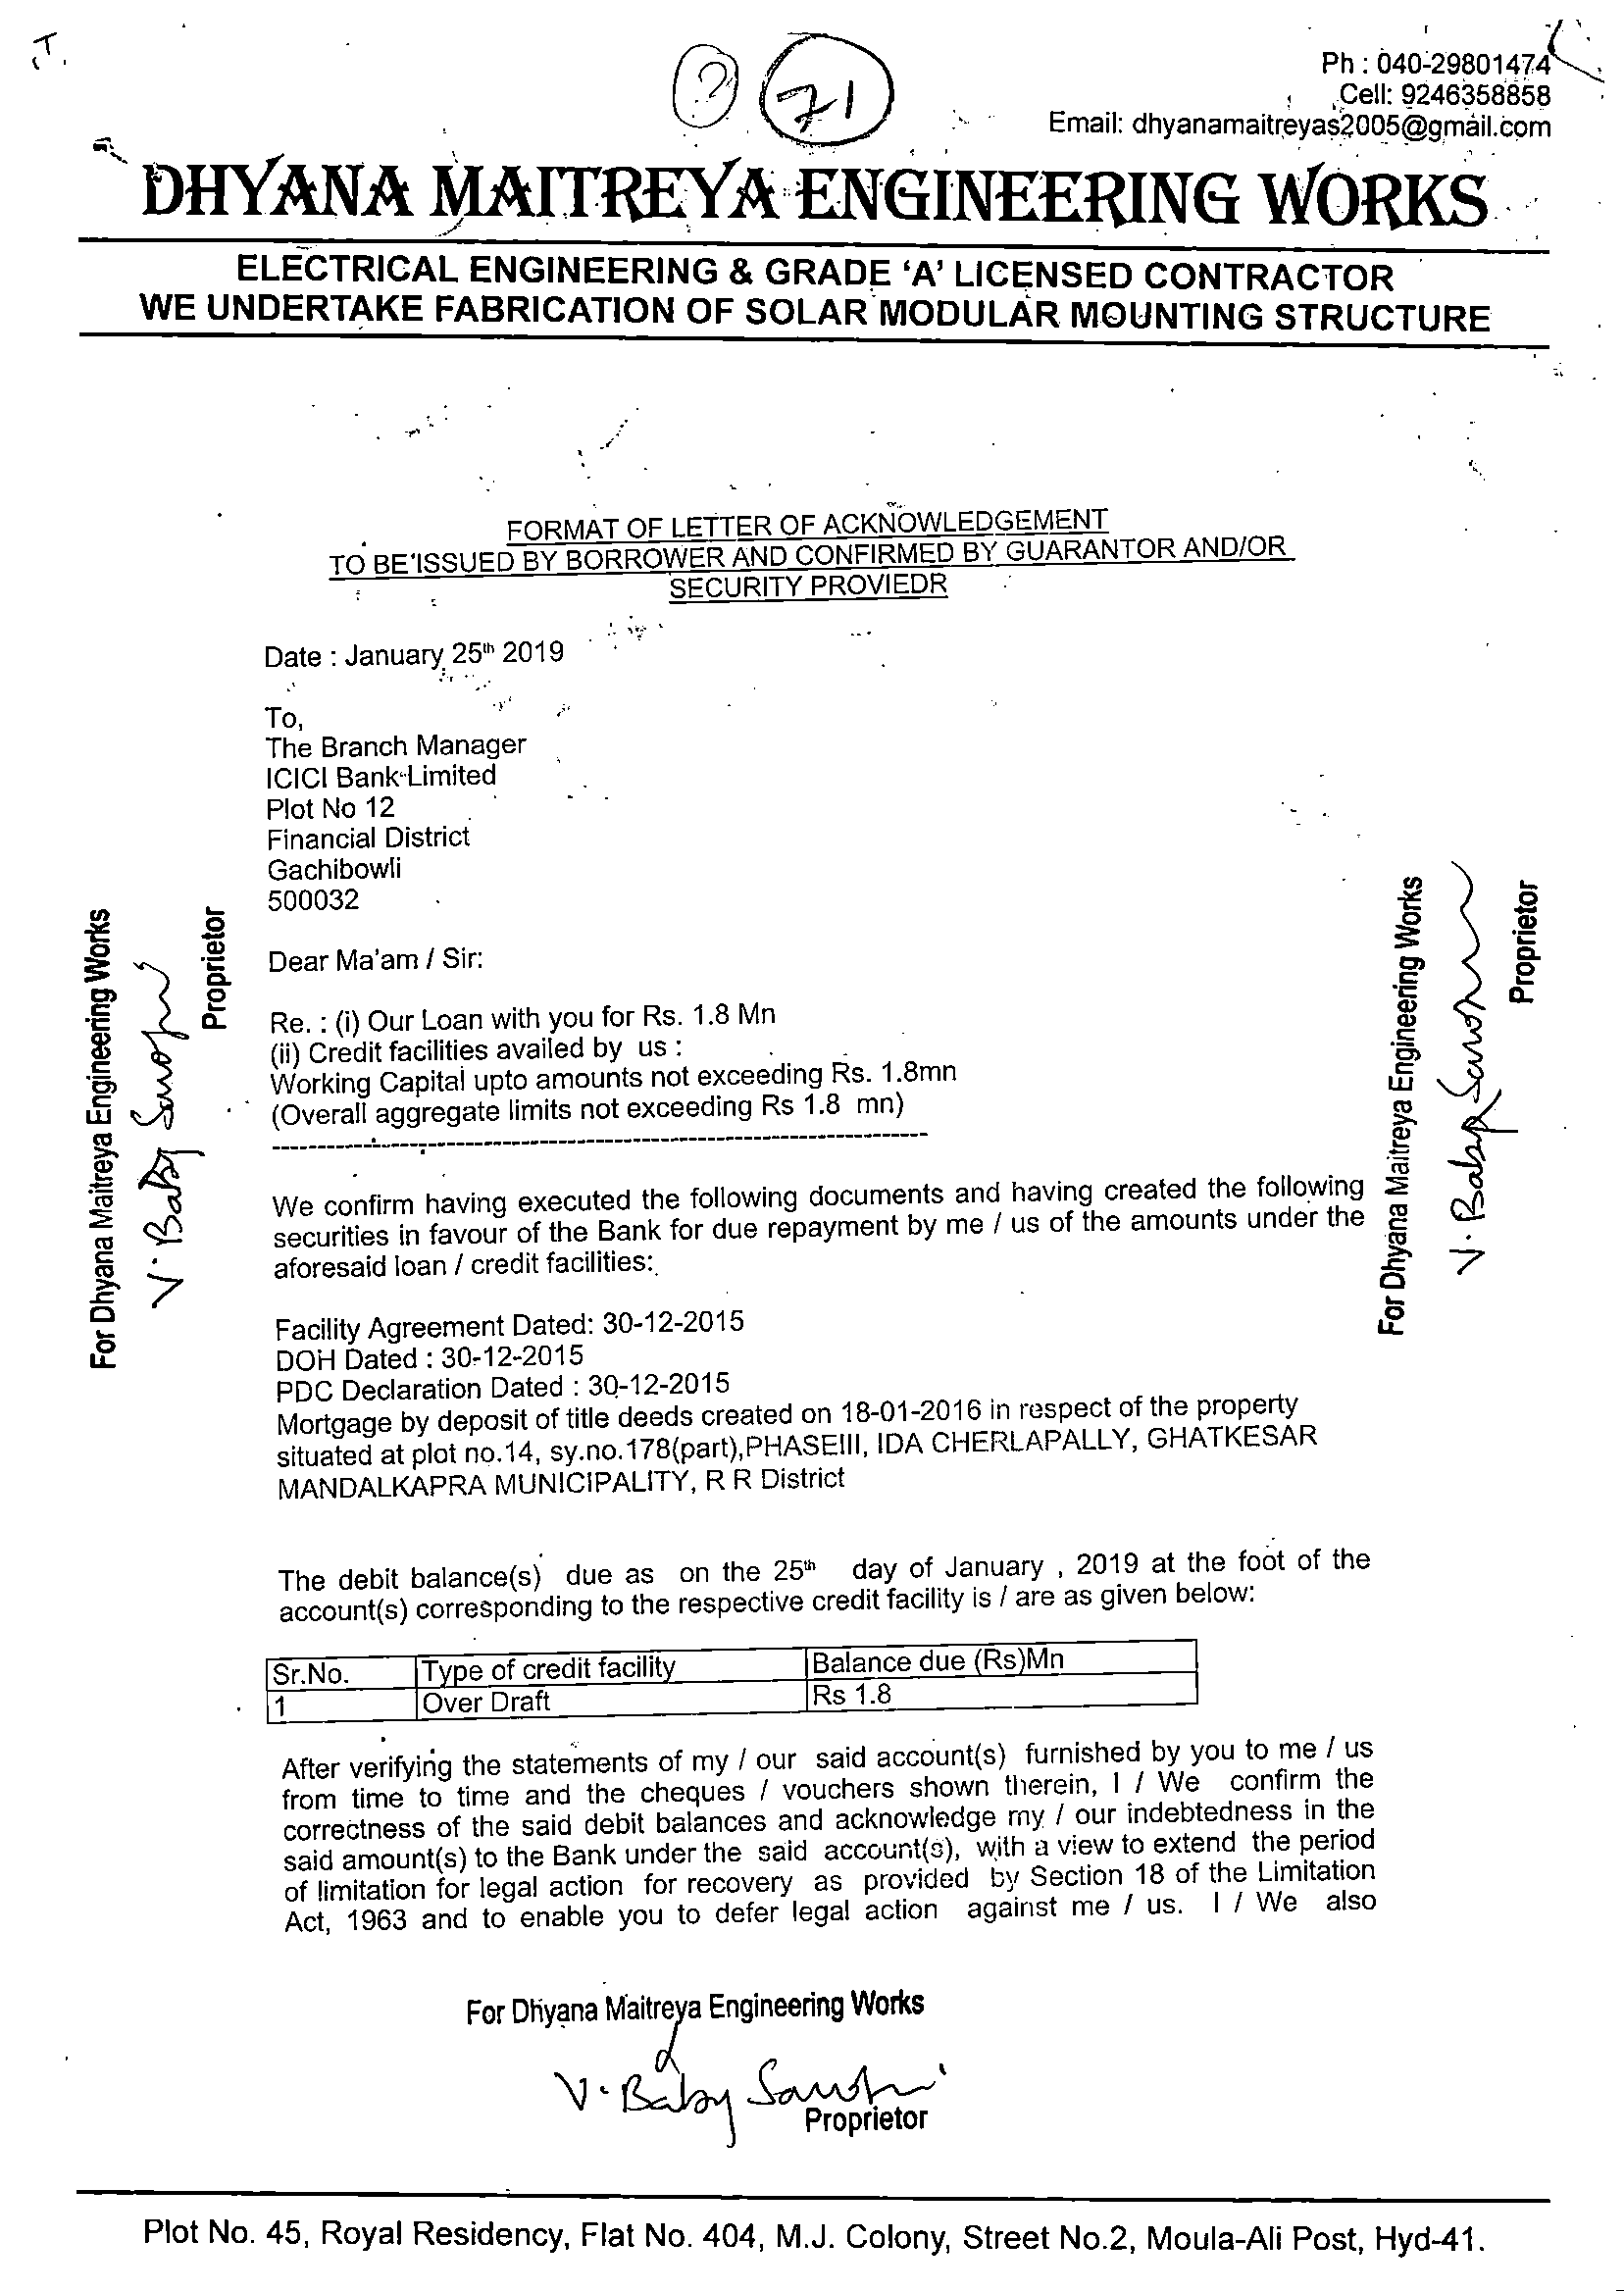 71
Ph : 040-29801474
Cell: 9246358858
Email: dhyanamaitreyas2005@gmail.com
DHYANA MAITREYA ENGINEERING WORKS
ELECTRICAL ENGINEERING & GRADE 'A' LICENSED CONTRACTOR
WE UNDERTAKE FABRICATION OF SOLAR MODULAR MOUNTING STRUCTURE
FORMAT OF LETTER OF ACKNOWLEDGEMENT
TO BE ISSUED BY BORROWER AND CONFIRMED BY GUARANTOR AND/OR
SECURITY PROVIEDR
Date : January 25th 2019
To,
The Branch Manager
ICICI Bank Limited
Plot No 12
Financial District
Gachibowli
500032
Dear Ma'am / Sir:
Re. : (i) Our Loan with you for Rs. 1.8 Mn
(ii) Credit facilities availed by us :
Working Capital upto amounts not exceeding Rs. 1.8mn
(Overall aggregate limits not exceeding Rs 1.8 mn)
We confirm having executed the following documents and having created the following
securities in favour of the Bank for due repayment by me / us of the amounts under the
aforesaid loan / credit facilities:
Facility Agreement Dated: 30-12-2015
DOH Dated : 30-12-2015
PDC Declaration Dated : 30-12-2015
Mortgage by deposit of title deeds created on 18-01-2016 in respect of the property
situated at plot no.14, sy.no.178(part),PHASEIII, IDA CHERLAPALLY, GHATKESAR
MANDALKAPRA MUNICIPALITY, R R District
The debit balance(s) due as on the 25th day of January , 2019 at the foot of the
account(s) corresponding to the respective credit facility is / are as given below:
Sr.No. Type of credit facility Balance due (Rs)Mn
1 Over Draft Rs 1.8
After verifying the statements of my / our said account(s) furnished by you to me / us
from time to time and the cheques / vouchers shown therein, I / We confirm the
correctness of the said debit balances and acknowledge my / our indebtedness in the
said amount(s) to the Bank under the said account(s), with a view to extend the period
of limitation for legal action for recovery as provided by Section 18 of the Limitation
Act, 1963 and to enable you to defer legal action against me / us. I / We also
For Dhyana Maitreya Engineering Works
V. Baby
Proprietor
For Dhyana Maitreya Engineering Works
V. Baby
Proprietor
For Dhyana Maitreya Engineering Works
V. Baby
Proprietor
Plot No. 45, Royal Residency, Flat No. 404, M.J. Colony, Street No.2, Moula-Ali Post, Hyd-41.